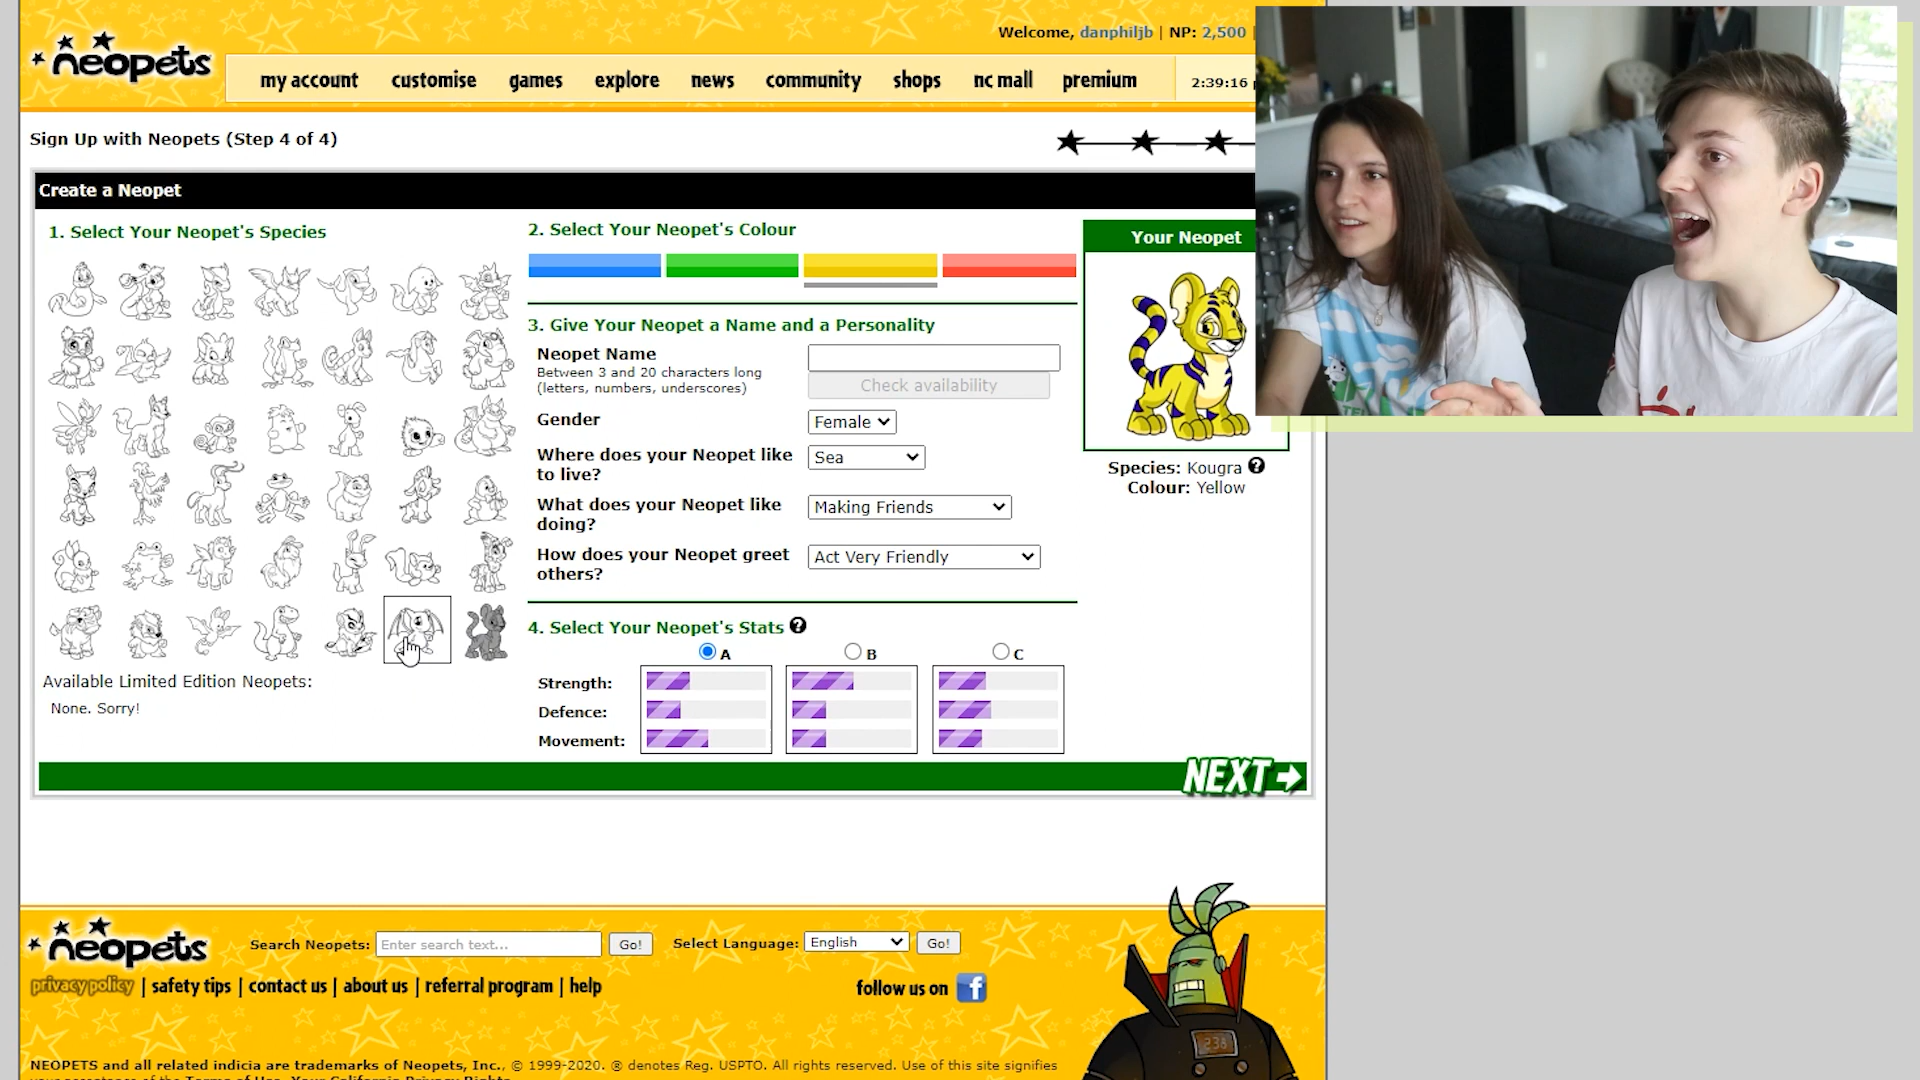 neopets
Welcome, danphiljb | NP: 2,500
my account customise games explore news community shops nc mall premium 2:39:16
Sign Up with Neopets (Step 4 of 4)
Create a Neopet
1. Select Your Neopet's Species
2. Select Your Neopet's Colour
Your Neopet
3. Give Your Neopet a Name and a Personality
Neopet Name
Between 3 and 20 characters long
(letters, numbers, underscores)
Check availability
Gender Female
Where does your Neopet like
to live? Sea
What does your Neopet like
doing? Making Friends
How does your Neopet greet
others? Act Very Friendly
Species: Kougra ?
Colour: Yellow
4. Select Your Neopet's Stats ?
A B C
Strength:
Defence:
Movement:
Available Limited Edition Neopets:
None. Sorry!
NEXT
neopets
Search Neopets: Enter search text... Go! Select Language: English Go!
privacy policy | safety tips | contact us | about us | referral program | help
follow us on f
238
NEOPETS and all related indicia are trademarks of Neopets, Inc., © 1999-2020. ® denotes Reg. USPTO. All rights reserved. Use of this site signifies